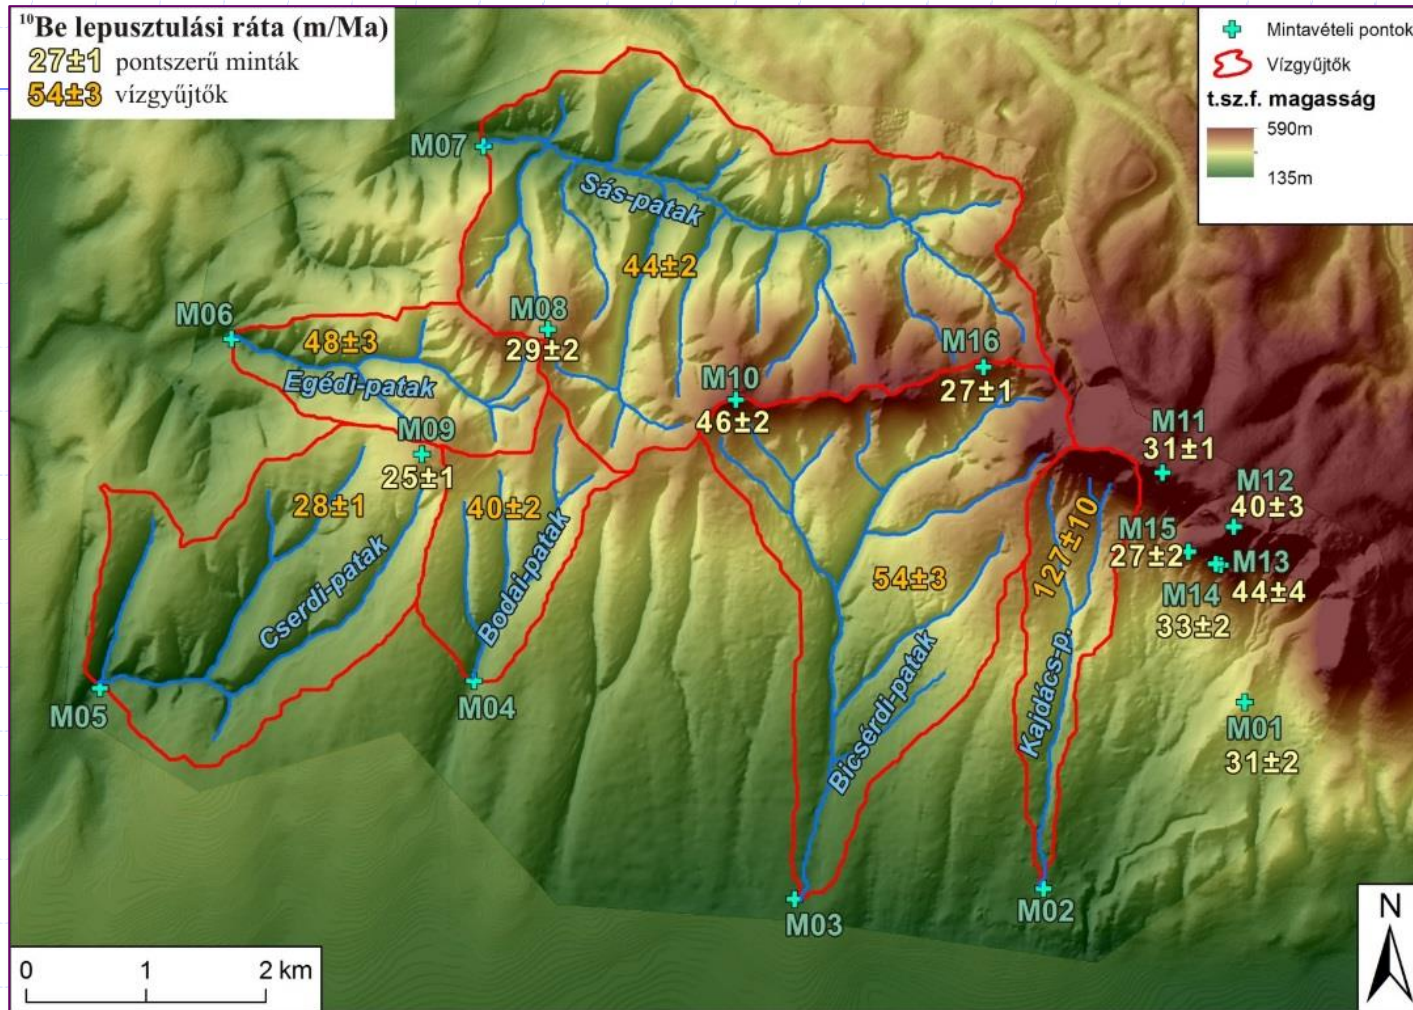 ¹⁰Be lepusztulási ráta (m/Ma)
27±1 pontszerű minták
54±3 vízgyűjtők
Mintavételi pontok
Vízgyűjtők
t.sz.f. magasság
590m
135m
M07
Sás-patak
44±2
M06
48±3
Egédi-patak
M08
29±2
M10
46±2
M16
27±1
M09
25±1
28±1
Cserdi-patak
40±2
Bodai-patak
M11
31±1
M12
40±3
M15
27±2
M13
44±4
M14
33±2
54±3
Bicsérdi-patak
127±10
Kajdács-p.
M05
M04
M01
31±2
M03
M02
N
0 1 2 km